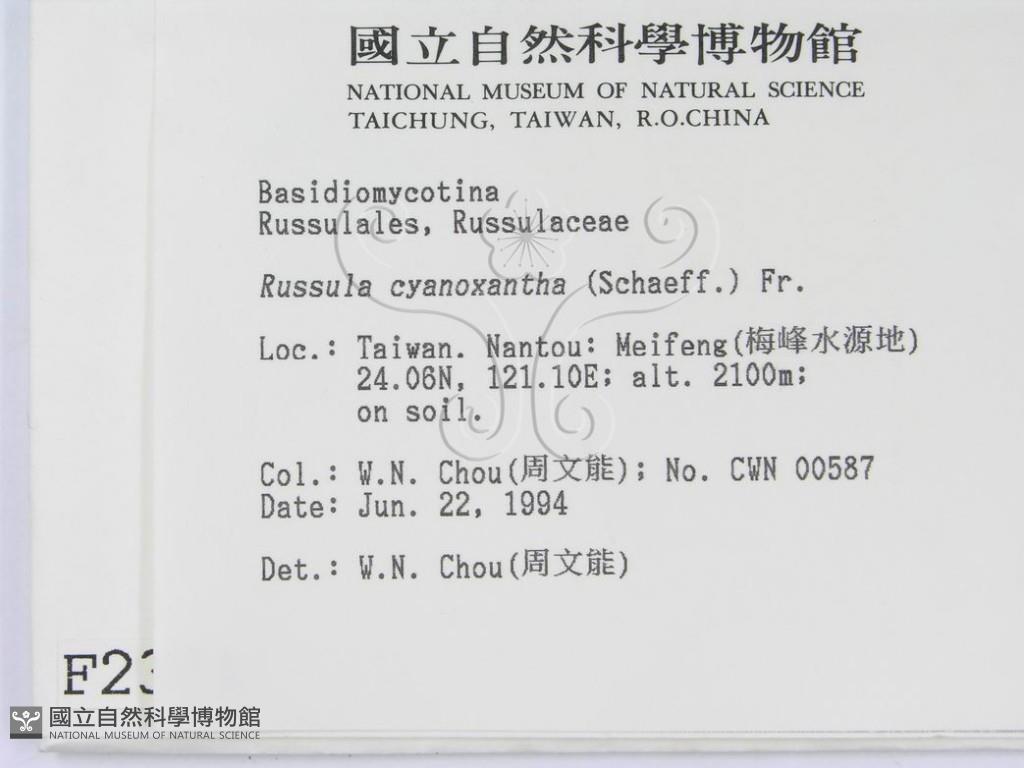 國立自然科學博物館
NATIONAL MUSEUM OF NATURAL SCIENCE
TAICHUNG, TAIWAN, R.O.CHINA
Basidiomycotina
Russulales, Russulaceae
Russula cyanoxantha (Schaeff.) Fr.
Loc.: Taiwan. Nantou: Meifeng(梅峰水源地)
24.06N, 121.10E; alt. 2100m;
on soil.
Col.: W.N. Chou(周文能); No. CWN 00587
Date: Jun. 22, 1994
Det.: W.N. Chou(周文能)
F23
國立自然科學博物館
NATIONAL MUSEUM OF NATURAL SCIENCE